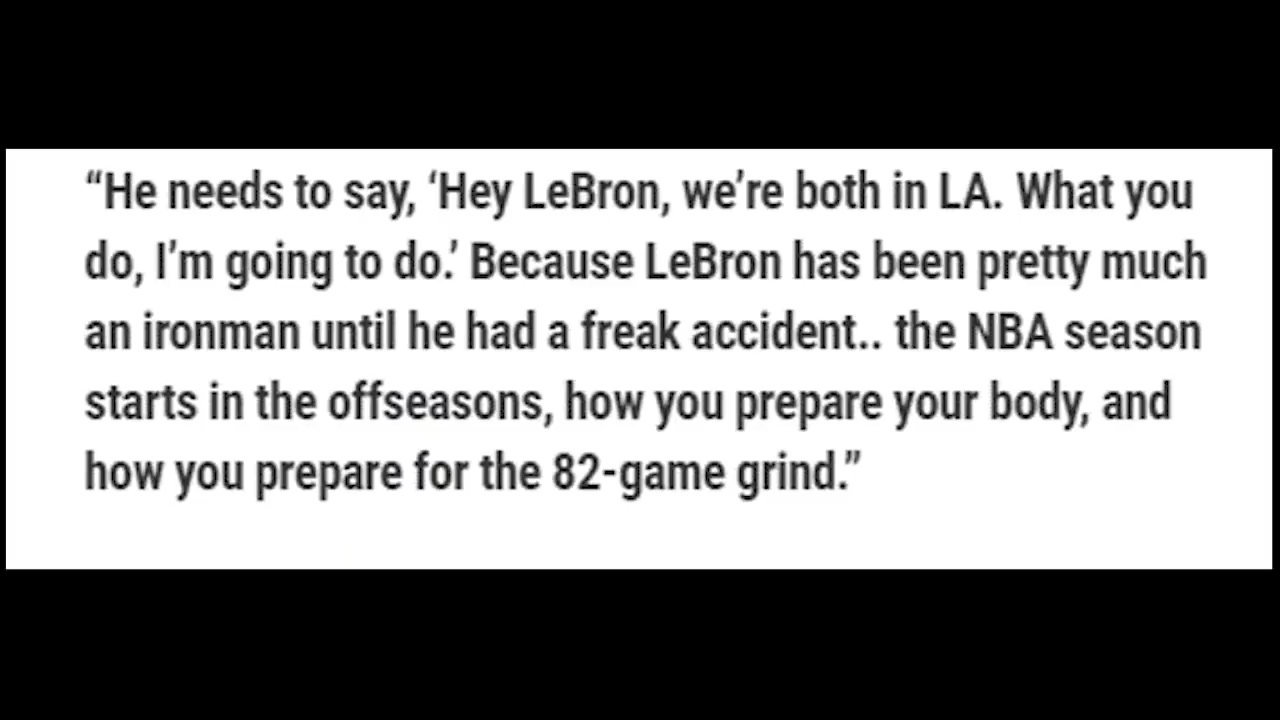 “He needs to say, ‘Hey LeBron, we’re both in LA. What you
do, I’m going to do.’ Because LeBron has been pretty much
an ironman until he had a freak accident.. the NBA season
starts in the offseasons, how you prepare your body, and
how you prepare for the 82-game grind.”